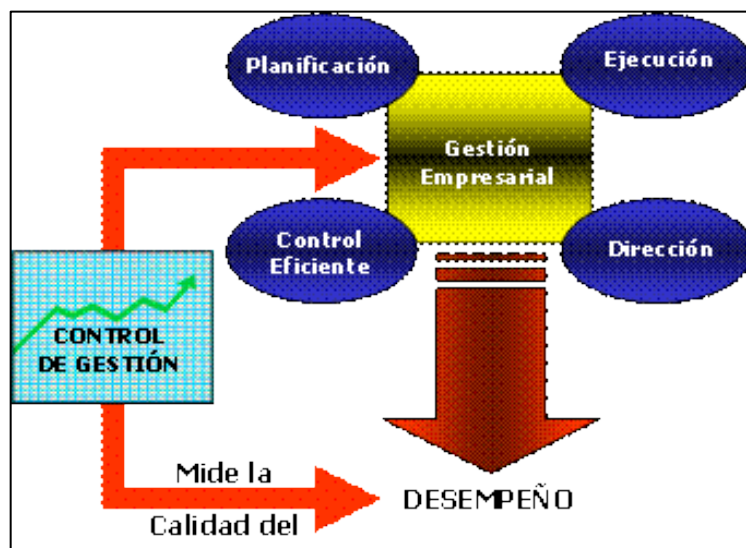 Planificación
Ejecución
Gestión
Empresarial
Control
Eficiente
Dirección
CONTROL
DE GESTIÓN
Mide la
Calidad del
DESEMPEÑO